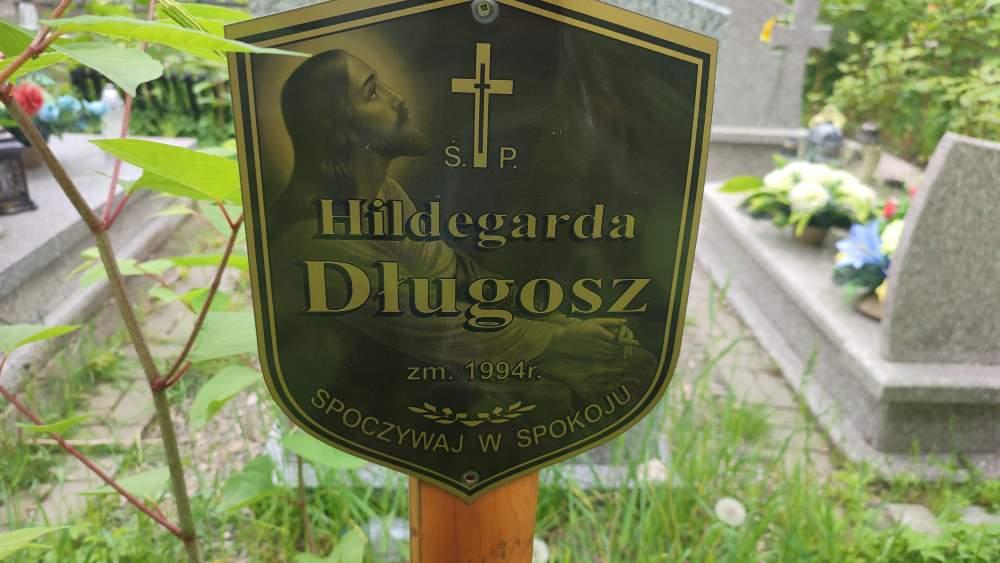 Ś. P.
Hildegarda
Długosz
zm. 1994r.
SPOCZYWAJ W SPOKOJU